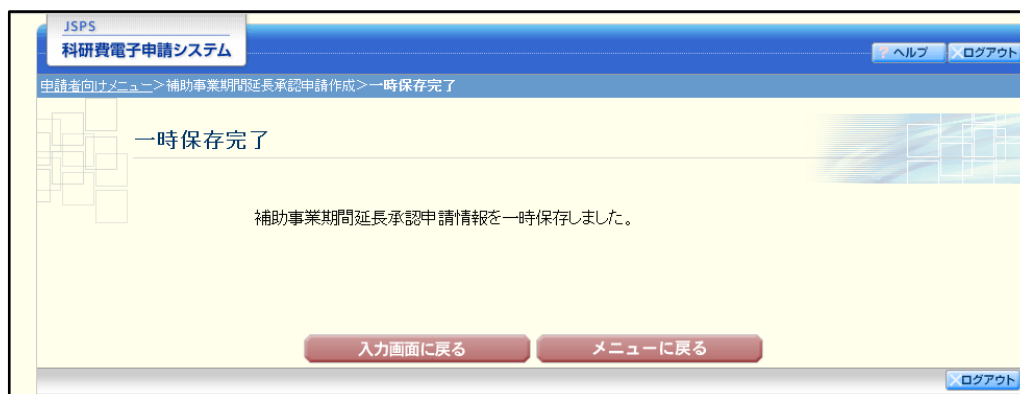 JSPS
科研費電子申請システム
ヘルプ
ログアウト
申請者向けメニュー>補助事業期間延長承認申請作成>一時保存完了
一時保存完了
補助事業期間延長承認申請情報を一時保存しました。
入力画面に戻る
メニューに戻る
ログアウト